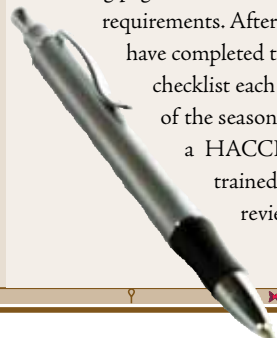 requirements. After
have completed t
checklist each
of the season
a HACC
trained
revie